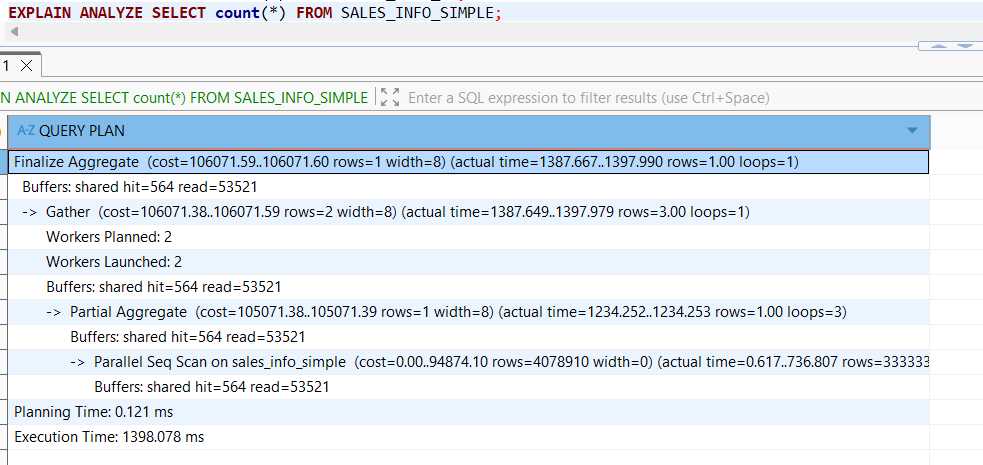 EXPLAIN ANALYZE SELECT count(*) FROM SALES_INFO_SIMPLE;
1
N ANALYZE SELECT count(*) FROM SALES_INFO_SIMPLE Enter a SQL expression to filter results (use Ctrl+Space)
A-Z QUERY PLAN
Finalize Aggregate (cost=106071.59..106071.60 rows=1 width=8) (actual time=1387.667..1397.990 rows=1.00 loops=1)
Buffers: shared hit=564 read=53521
-> Gather (cost=106071.38..106071.59 rows=2 width=8) (actual time=1387.649..1397.979 rows=3.00 loops=1)
Workers Planned: 2
Workers Launched: 2
Buffers: shared hit=564 read=53521
-> Partial Aggregate (cost=105071.38..105071.39 rows=1 width=8) (actual time=1234.252..1234.253 rows=1.00 loops=3)
Buffers: shared hit=564 read=53521
-> Parallel Seq Scan on sales_info_simple (cost=0.00..94874.10 rows=4078910 width=0) (actual time=0.617..736.807 rows=333333
Buffers: shared hit=564 read=53521
Planning Time: 0.121 ms
Execution Time: 1398.078 ms